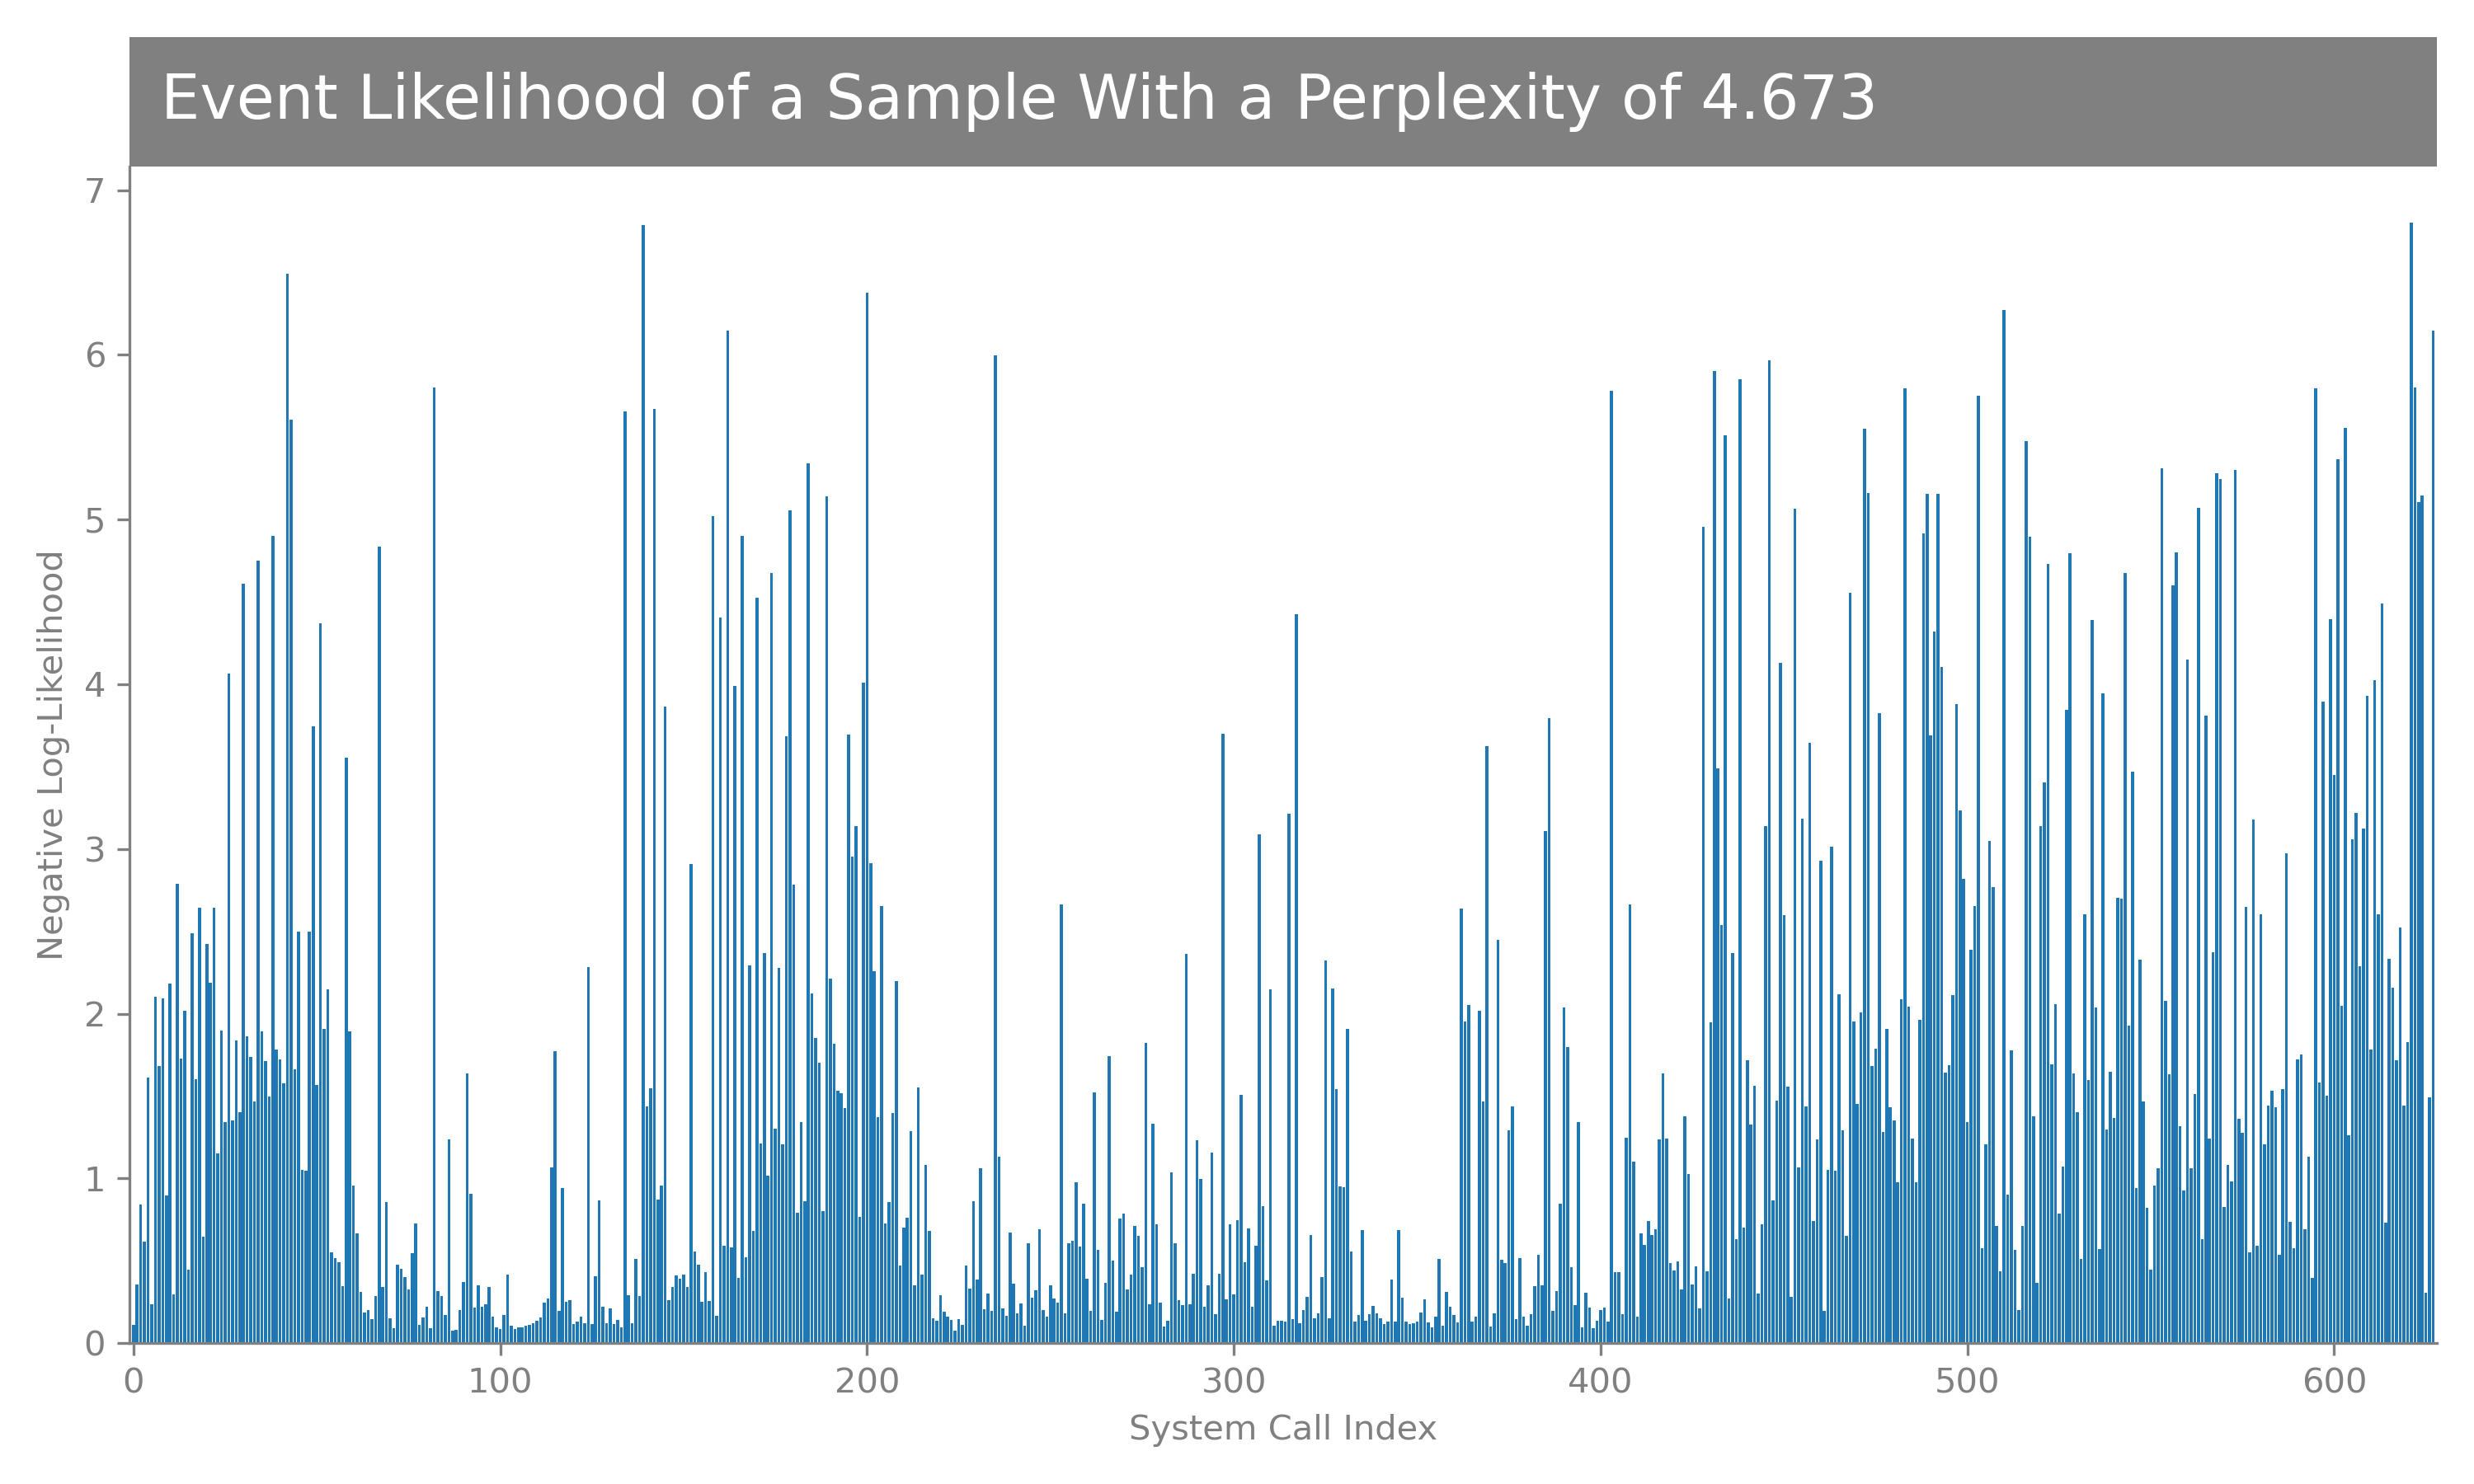 Event Likelihood of a Sample With a Perplexity of 4.673
7
6
5
4
3
2
1
0
Negative Log-Likelihood
0 100 200 300 400 500 600
System Call Index